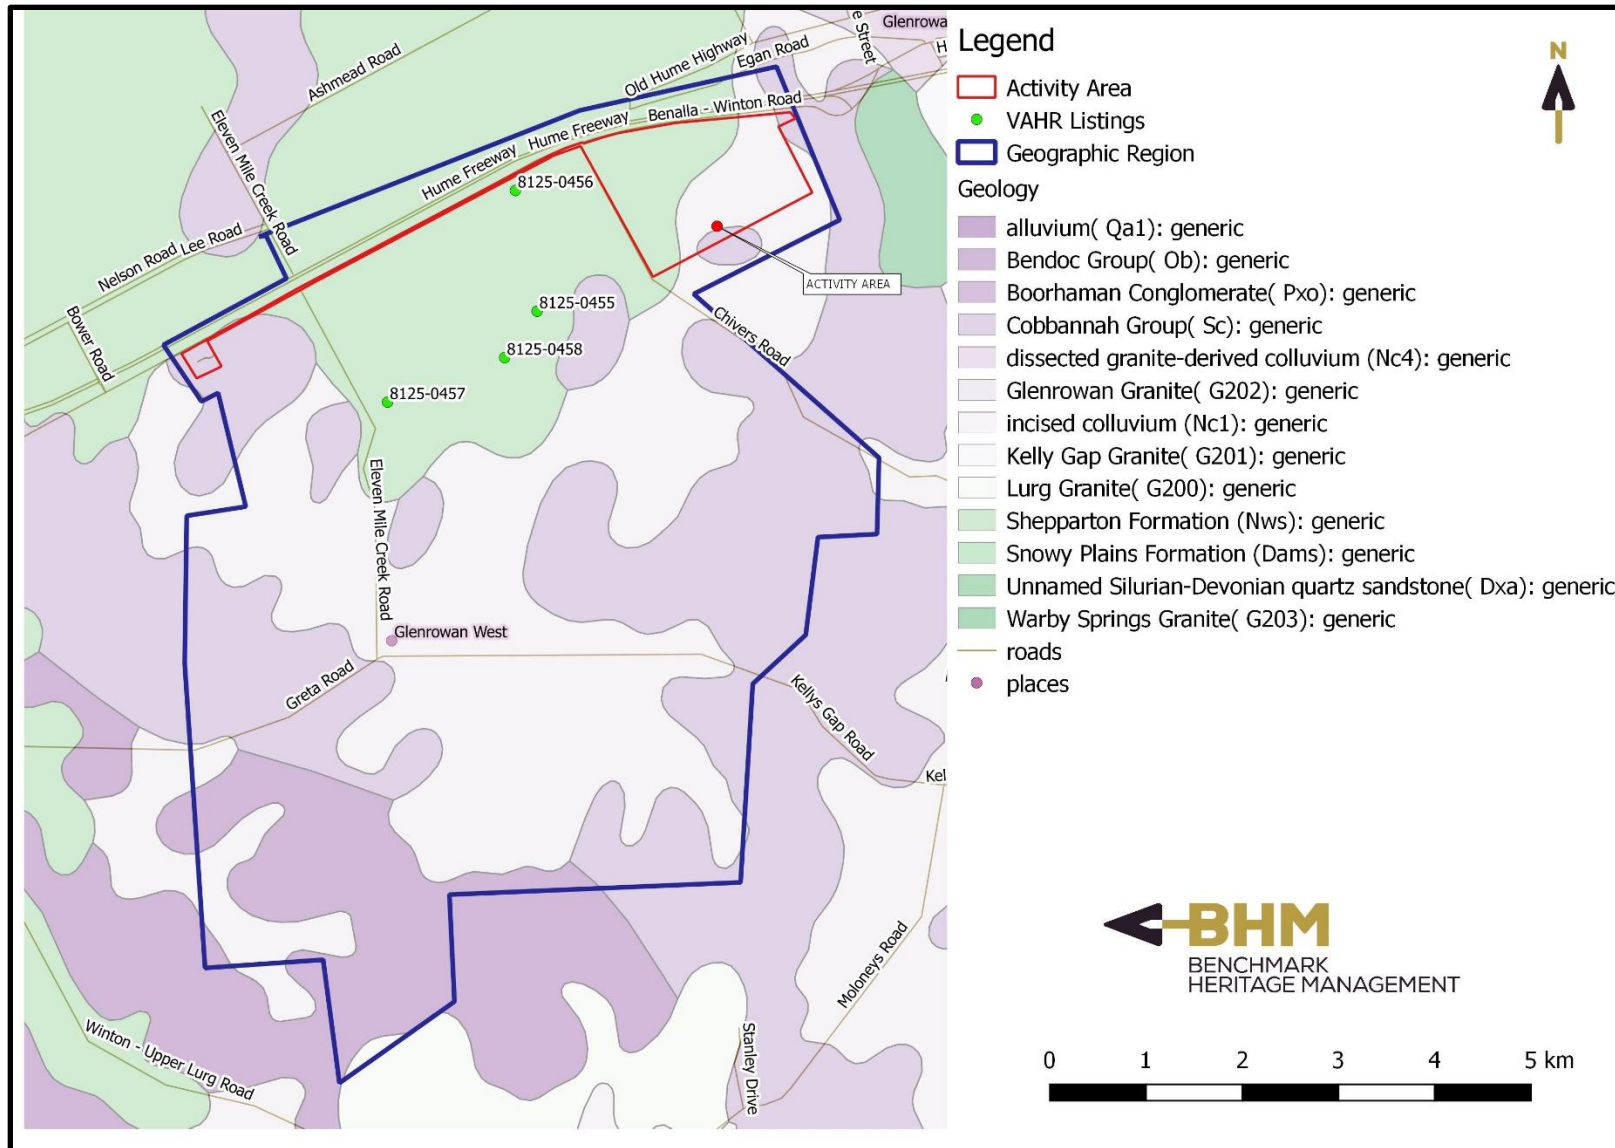 Glenrowa
e Street
H
Ashmead Road
Old Hume Highway
Egan Road
Eleven Mile Creek Road
Benalla - Winton Road
Hume Freeway
Hume Freeway
8125-0456
Nelson Road
Lee Road
ACTIVITY AREA
8125-0455
Bower Road
Chivers Road
8125-0458
8125-0457
Eleven Mile Creek Road
Glenrowan West
Greta Road
Kellys Gap Road
Kel
Moloneys Road
Winton - Upper Lurg Road
Stanley Drive
Legend
Activity Area
VAHR Listings
Geographic Region
Geology
alluvium( Qa1): generic
Bendoc Group( Ob): generic
Boorhaman Conglomerate( Pxo): generic
Cobbannah Group( Sc): generic
dissected granite-derived colluvium (Nc4): generic
Glenrowan Granite( G202): generic
incised colluvium (Nc1): generic
Kelly Gap Granite( G201): generic
Lurg Granite( G200): generic
Shepparton Formation (Nws): generic
Snowy Plains Formation (Dams): generic
Unnamed Silurian-Devonian quartz sandstone( Dxa): generic
Warby Springs Granite( G203): generic
roads
places
N
BHM
BENCHMARK
HERITAGE MANAGEMENT
0 1 2 3 4 5 km